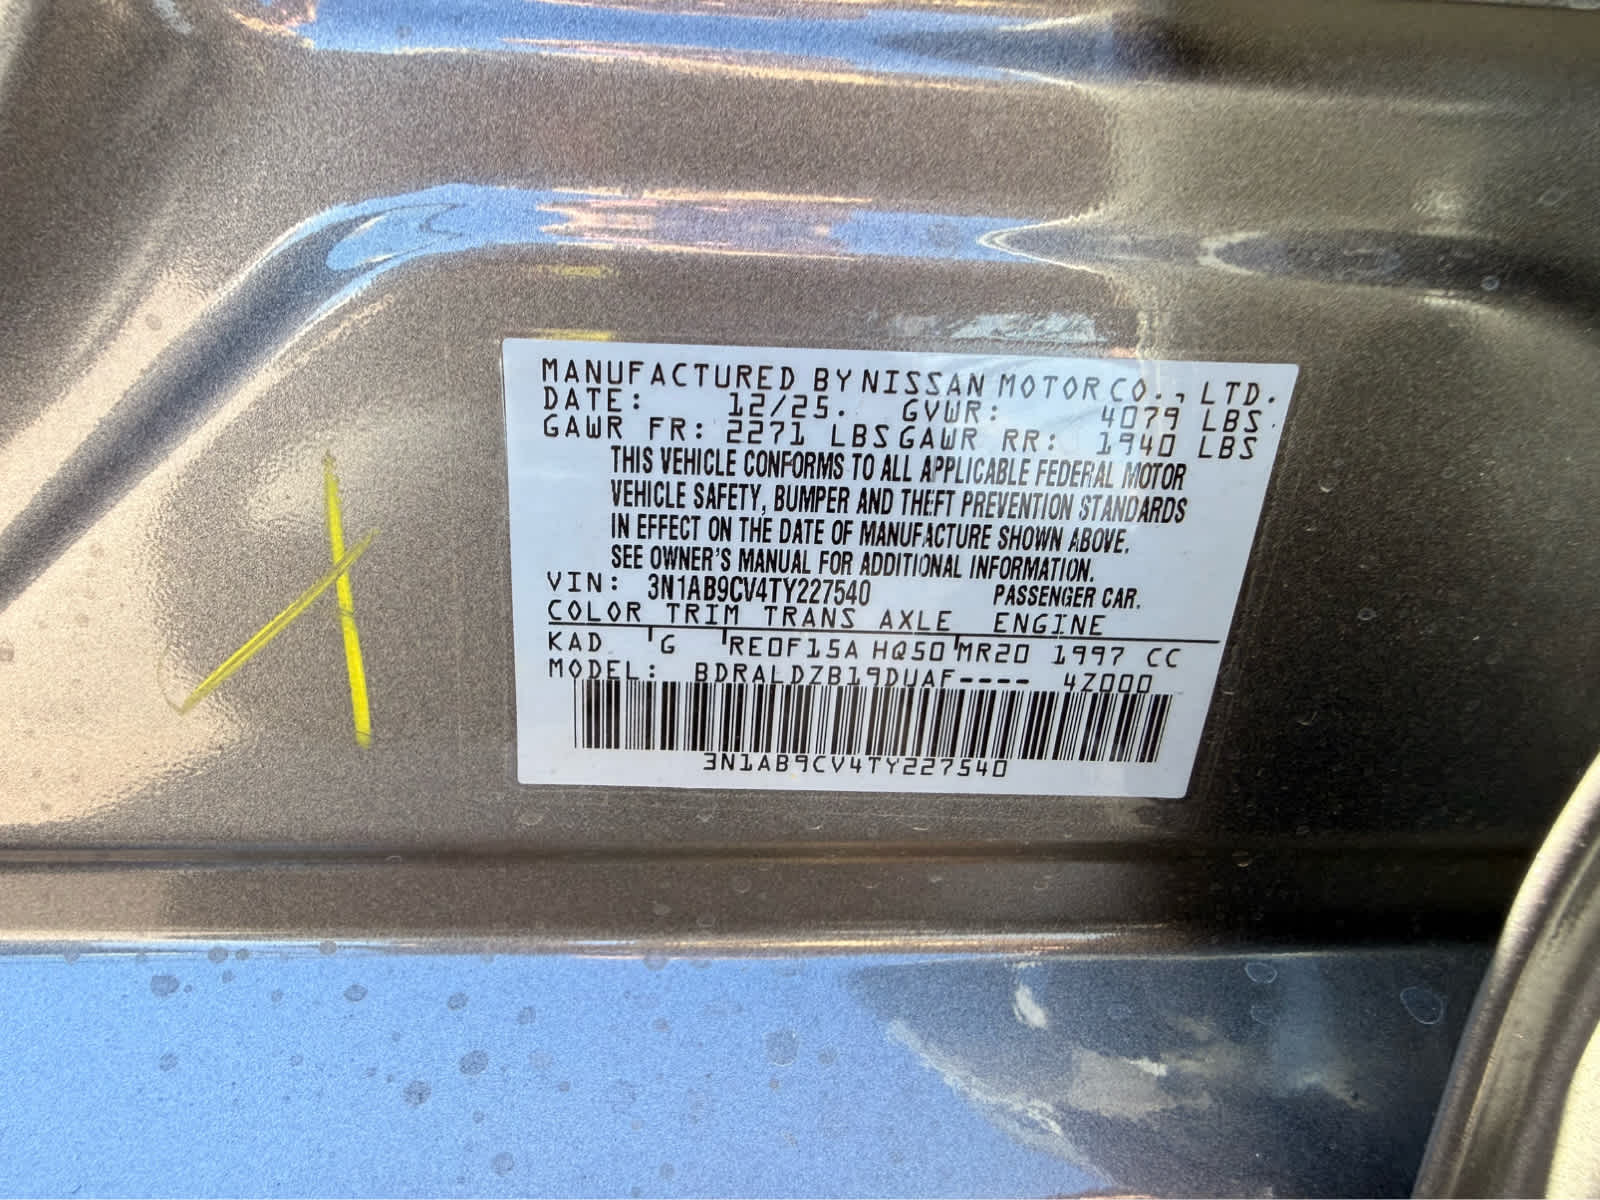 MANUFACTURED BY NISSAN MOTOR CO., LTD.
DATE: 12/25. GVWR: 4079 LBS.
GAWR FR: 2271 LBS GAWR RR: 1940 LBS
THIS VEHICLE CONFORMS TO ALL APPLICABLE FEDERAL MOTOR
VEHICLE SAFETY, BUMPER AND THEFT PREVENTION STANDARDS
IN EFFECT ON THE DATE OF MANUFACTURE SHOWN ABOVE.
SEE OWNER'S MANUAL FOR ADDITIONAL INFORMATION.
VIN: 3N1AB9CV4TY227540 PASSENGER CAR.
COLOR TRIM TRANS AXLE ENGINE
KAD G RE0F15A HQ50 MR20 1997 CC
MODEL: BDRALDZB19DUAF---- 4Z000
3N1AB9CV4TY227540